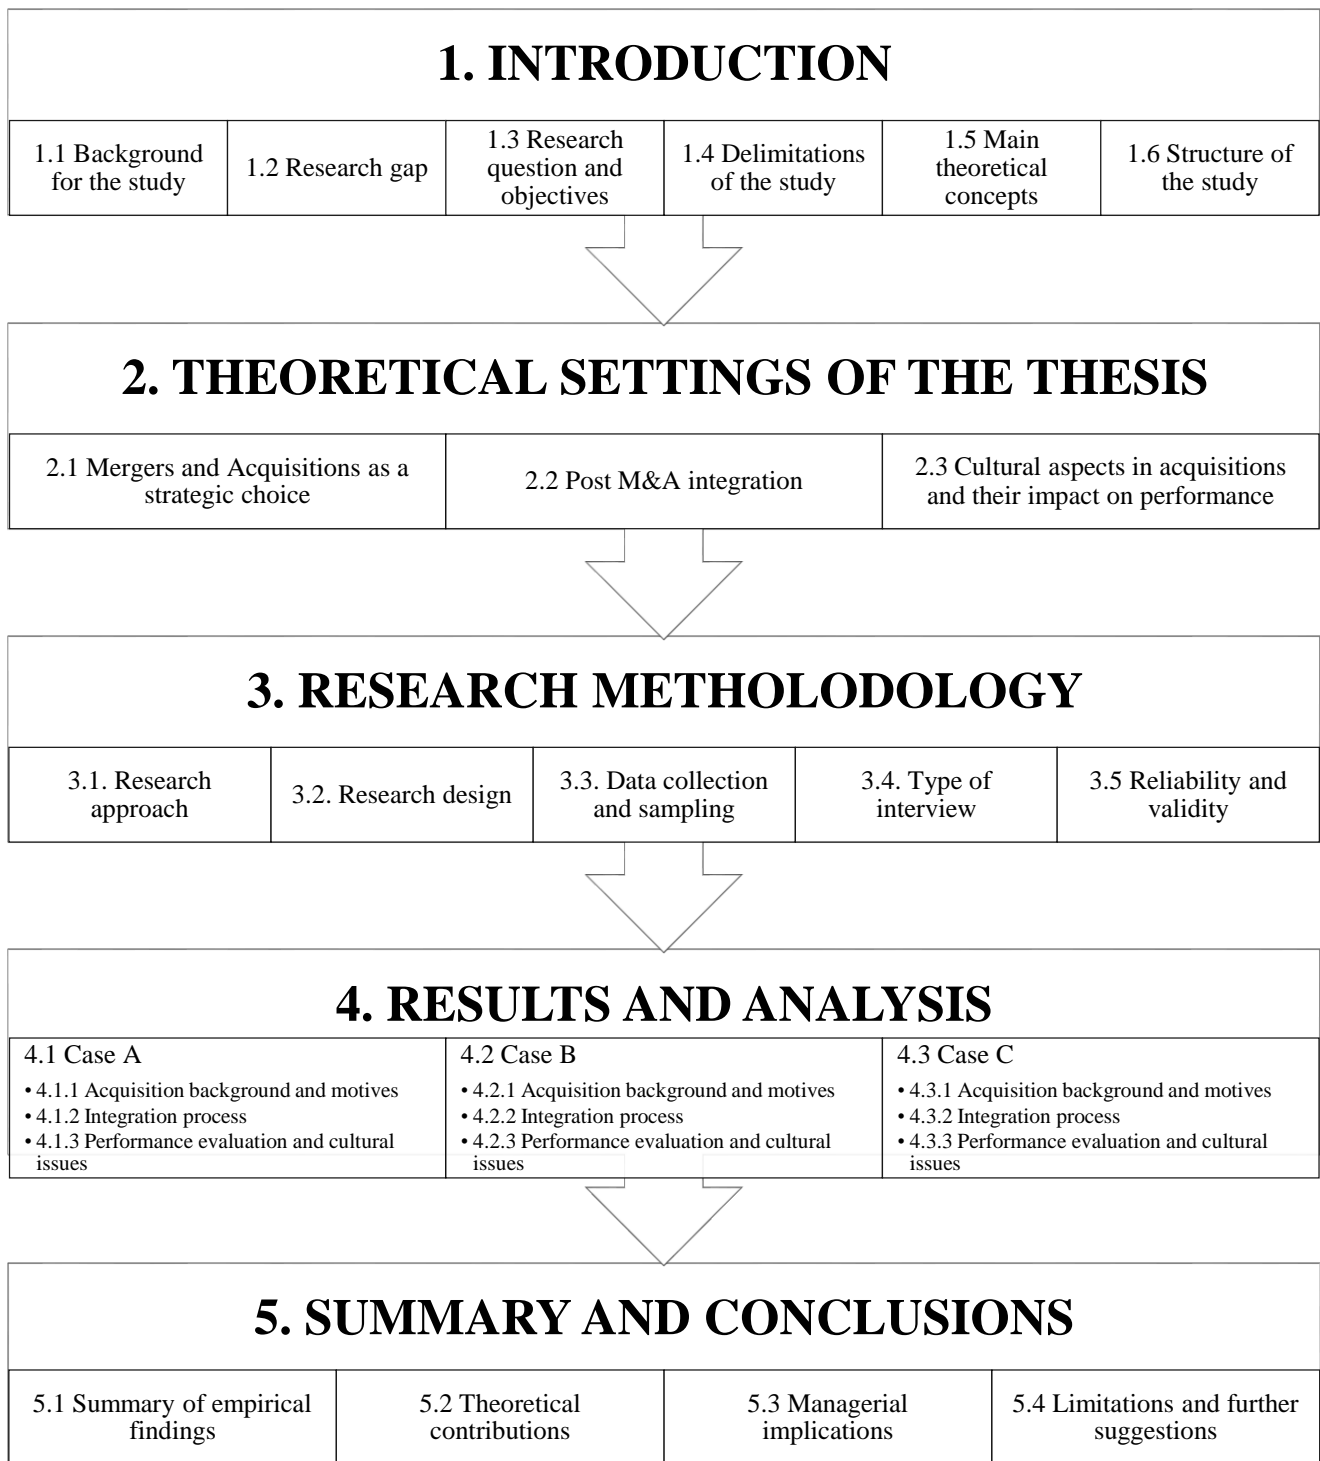 1. INTRODUCTION
1.1 Background
for the study
1.2 Research gap
1.3 Research
question and
objectives
1.4 Delimitations
of the study
1.5 Main
theoretical
concepts
1.6 Structure of
the study
2. THEORETICAL SETTINGS OF THE THESIS
2.1 Mergers and Acquisitions as a
strategic choice
2.2 Post M&A integration
2.3 Cultural aspects in acquisitions
and their impact on performance
3. RESEARCH METHOLODOLOGY
3.1. Research
approach
3.2. Research design
3.3. Data collection
and sampling
3.4. Type of
interview
3.5 Reliability and
validity
4. RESULTS AND ANALYSIS
4.1 Case A
• 4.1.1 Acquisition background and motives
• 4.1.2 Integration process
• 4.1.3 Performance evaluation and cultural
issues
4.2 Case B
• 4.2.1 Acquisition background and motives
• 4.2.2 Integration process
• 4.2.3 Performance evaluation and cultural
issues
4.3 Case C
• 4.3.1 Acquisition background and motives
• 4.3.2 Integration process
• 4.3.3 Performance evaluation and cultural
issues
5. SUMMARY AND CONCLUSIONS
5.1 Summary of empirical
findings
5.2 Theoretical
contributions
5.3 Managerial
implications
5.4 Limitations and further
suggestions